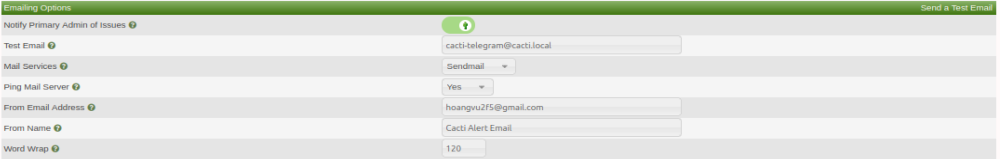 Emailing Options Send a Test Email
Notify Primary Admin of Issues
Test Email cacti-telegram@cacti.local
Mail Services Sendmail
Ping Mail Server Yes
From Email Address hoangvu2f5@gmail.com
From Name Cacti Alert Email
Word Wrap 120